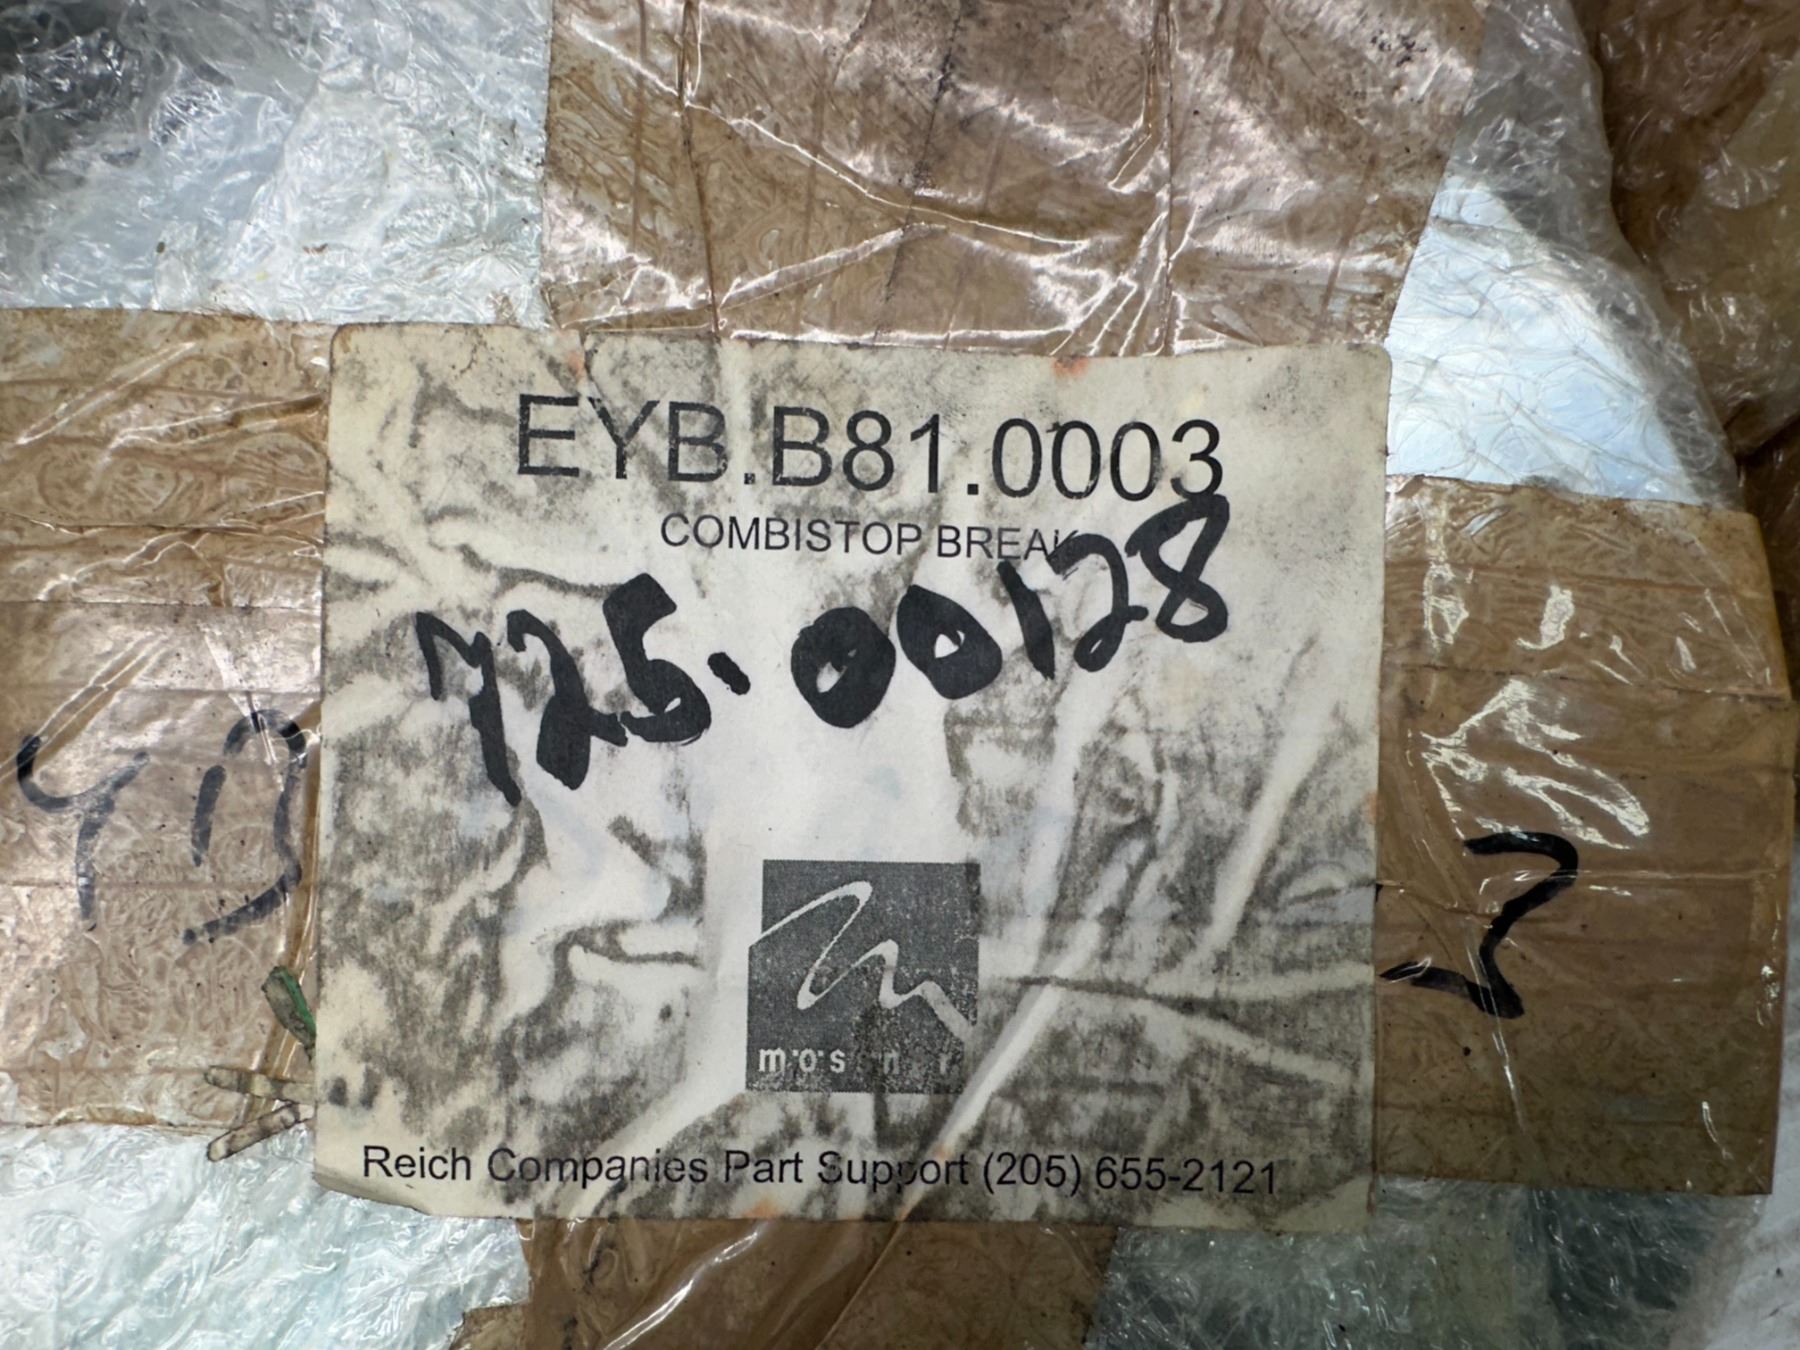 EYB.B81.0003
COMBISTOP BREAK
725.00128
Reich Companies Part Support (205) 655-2121